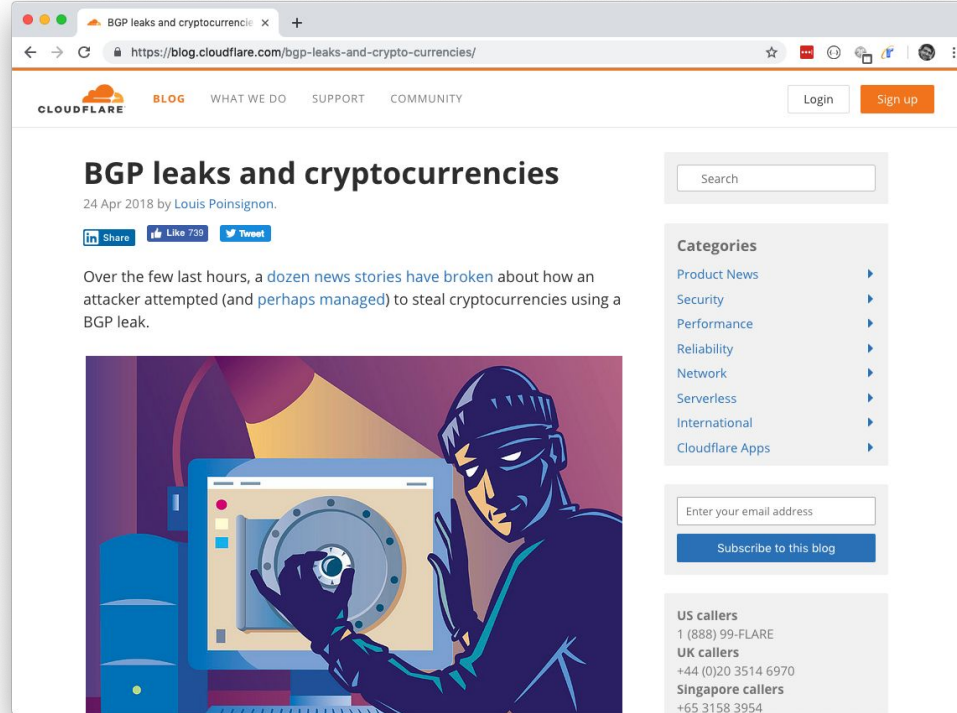 BGP leaks and cryptocurrencie
https://blog.cloudflare.com/bgp-leaks-and-crypto-currencies/
CLOUDFLARE
BLOG WHAT WE DO SUPPORT COMMUNITY
Login Sign up
BGP leaks and cryptocurrencies
24 Apr 2018 by Louis Poinsignon.
in Share Like 739 Tweet
Over the few last hours, a dozen news stories have broken about how an
attacker attempted (and perhaps managed) to steal cryptocurrencies using a
BGP leak.
Search
Categories
Product News
Security
Performance
Reliability
Network
Serverless
International
Cloudflare Apps
Enter your email address
Subscribe to this blog
US callers
1 (888) 99-FLARE
UK callers
+44 (0)20 3514 6970
Singapore callers
+65 3158 3954